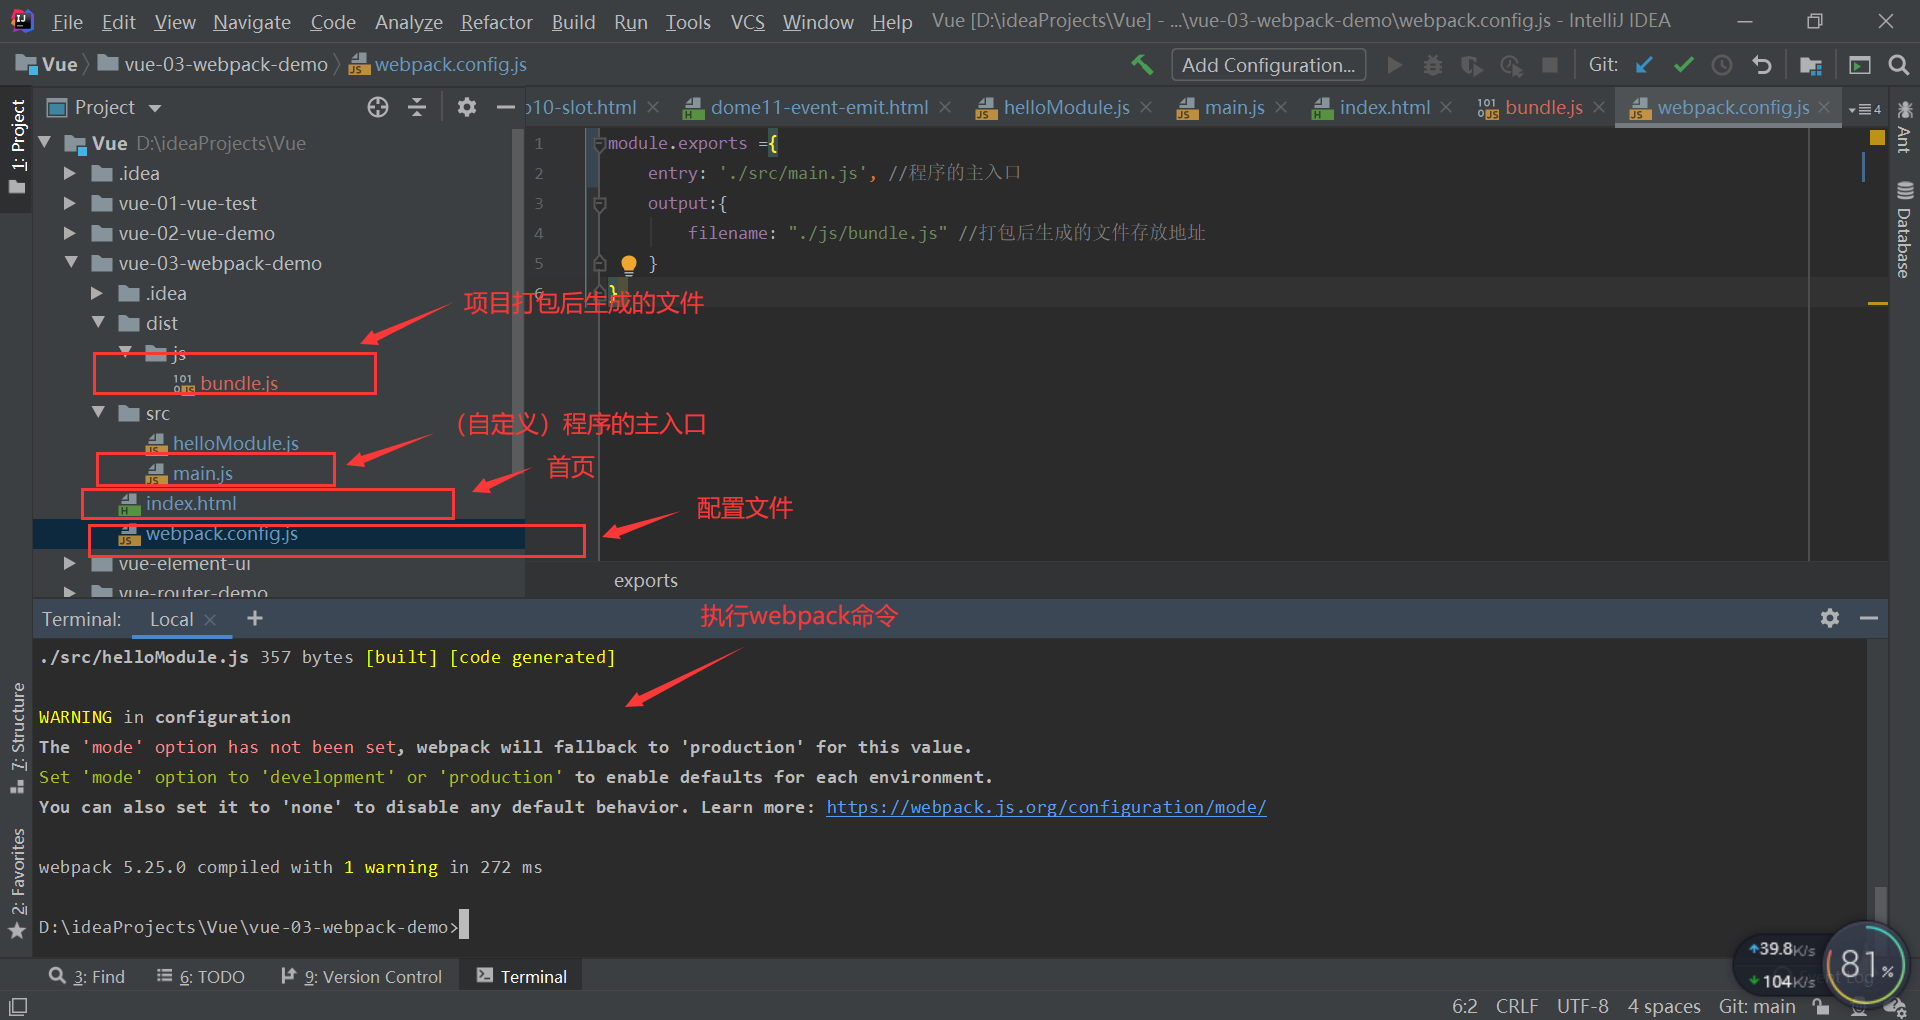 File Edit View Navigate Code Analyze Refactor Build Run Tools VCS Window Help Vue [D:\ideaProjects\Vue] - ...\vue-03-webpack-demo\webpack.config.js - IntelliJ IDEA
Vue vue-03-webpack-demo webpack.config.js Add Configuration... Git:
1: Project
Project
Vue D:\ideaProjects\Vue
.idea
vue-01-vue-test
vue-02-vue-demo
vue-03-webpack-demo
.idea
dist
js
bundle.js
src
helloModule.js
main.js
index.html
webpack.config.js
vue-element-ui
vue-router-demo
项目打包后生成的文件
（自定义）程序的主入口
首页
配置文件
o10-slot.html dome11-event-emit.html helloModule.js main.js index.html bundle.js webpack.config.js 4
1 module.exports ={
2 entry: './src/main.js', //程序的主入口
3 output:{
4 filename: "./js/bundle.js" //打包后生成的文件存放地址
5 }
6 }
exports
Ant
Database
Terminal: Local +
执行webpack命令
./src/helloModule.js 357 bytes [built] [code generated]
WARNING in configuration
The 'mode' option has not been set, webpack will fallback to 'production' for this value.
Set 'mode' option to 'development' or 'production' to enable defaults for each environment.
You can also set it to 'none' to disable any default behavior. Learn more: https://webpack.js.org/configuration/mode/
webpack 5.25.0 compiled with 1 warning in 272 ms
D:\ideaProjects\Vue\vue-03-webpack-demo>
7: Structure
2: Favorites
39.8K/s
104K/s
81%
3: Find 6: TODO 9: Version Control Terminal
6:2 CRLF UTF-8 4 spaces Git: main